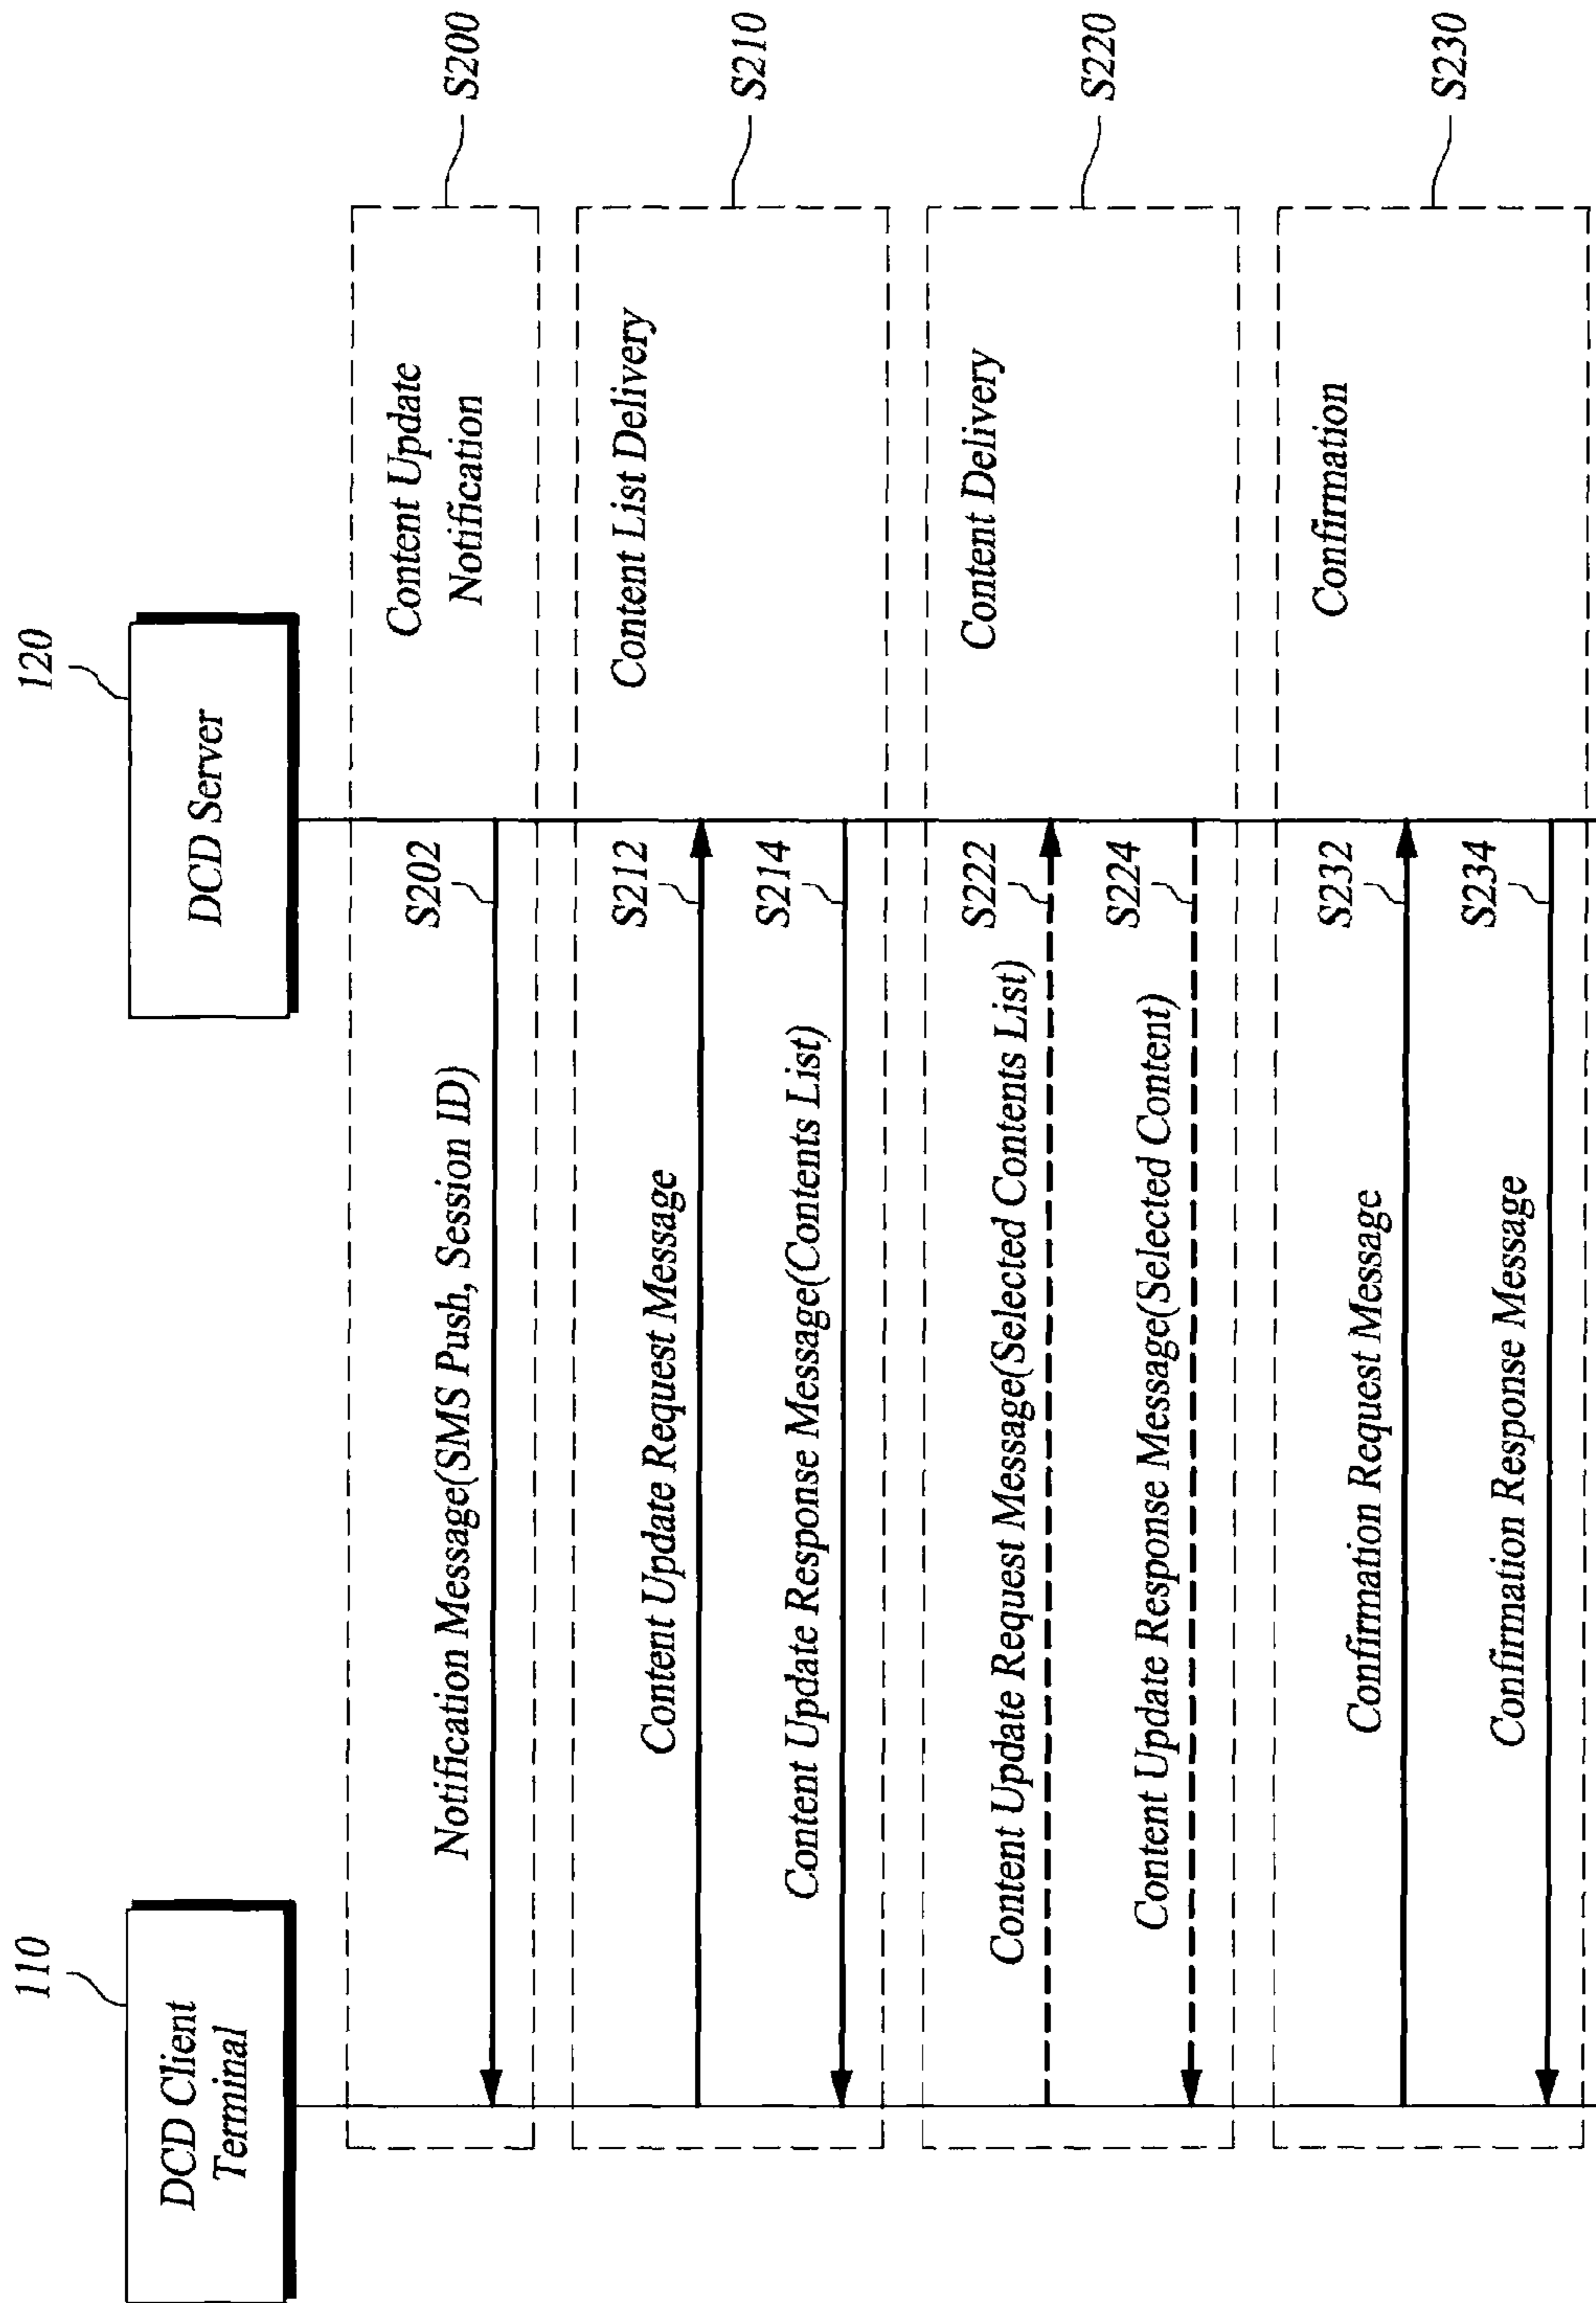 110
DCD Client
Terminal
120
DCD Server
Notification Message(SMS Push, Session ID)
S202
Content Update
Notification
S200
Content Update Request Message
S212
Content List Delivery
S210
Content Update Response Message(Contents List)
S214
Content Update Request Message(Selected Contents List)
S222
Content Delivery
S220
Content Update Response Message(Selected Content)
S224
Confirmation Request Message
S232
Confirmation
S230
Confirmation Response Message
S234